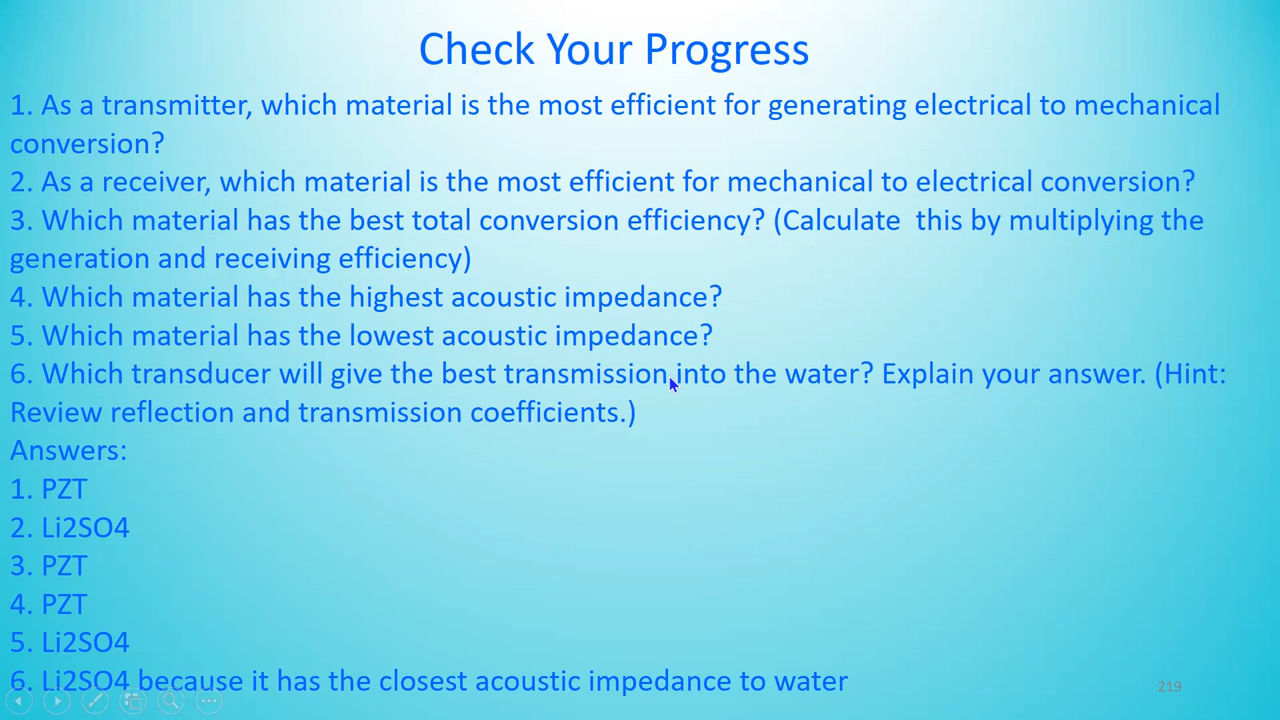 Check Your Progress
1. As a transmitter, which material is the most efficient for generating electrical to mechanical
conversion?
2. As a receiver, which material is the most efficient for mechanical to electrical conversion?
3. Which material has the best total conversion efficiency? (Calculate  this by multiplying the
generation and receiving efficiency)
4. Which material has the highest acoustic impedance?
5. Which material has the lowest acoustic impedance?
6. Which transducer will give the best transmission into the water? Explain your answer. (Hint:
Review reflection and transmission coefficients.)
Answers:
1. PZT
2. Li2SO4
3. PZT
4. PZT
5. Li2SO4
6. Li2SO4 because it has the closest acoustic impedance to water
219